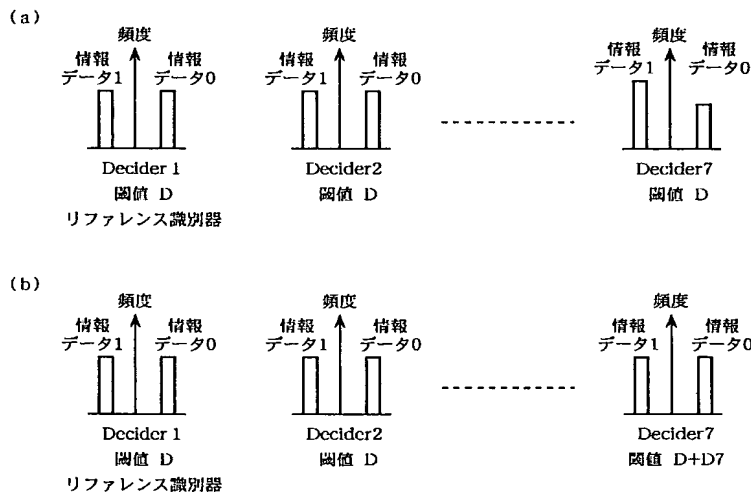 (a)
頻度
情報
データ1
情報
データ0
Decider 1
閾値 D
リファレンス識別器
頻度
情報
データ1
情報
データ0
Decider2
閾値 D
頻度
情報
データ1
情報
データ0
Decider7
閾値 D
(b)
頻度
情報
データ1
情報
データ0
Decider 1
閾値 D
リファレンス識別器
頻度
情報
データ1
情報
データ0
Decider2
閾値 D
頻度
情報
データ1
情報
データ0
Decider7
閾値 D+D7